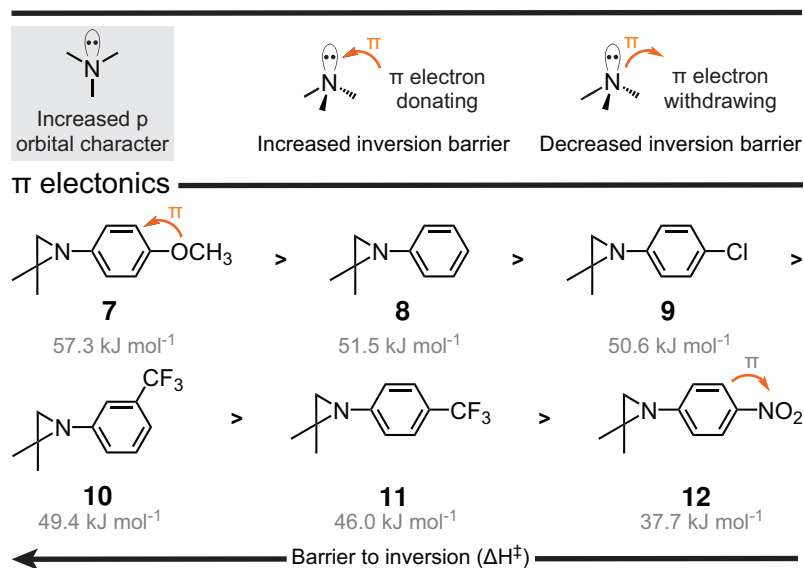 N
Increased p
orbital character
N
π
π electron
donating
Increased inversion barrier
N
π
π electron
withdrawing
Decreased inversion barrier
π electonics
N
π
OCH3
>
N
>
N
Cl
>
7
8
9
57.3 kJ mol⁻¹
51.5 kJ mol⁻¹
50.6 kJ mol⁻¹
N
CF3
>
N
CF3
>
N
π
NO2
10
11
12
49.4 kJ mol⁻¹
46.0 kJ mol⁻¹
37.7 kJ mol⁻¹
Barrier to inversion (ΔH‡)